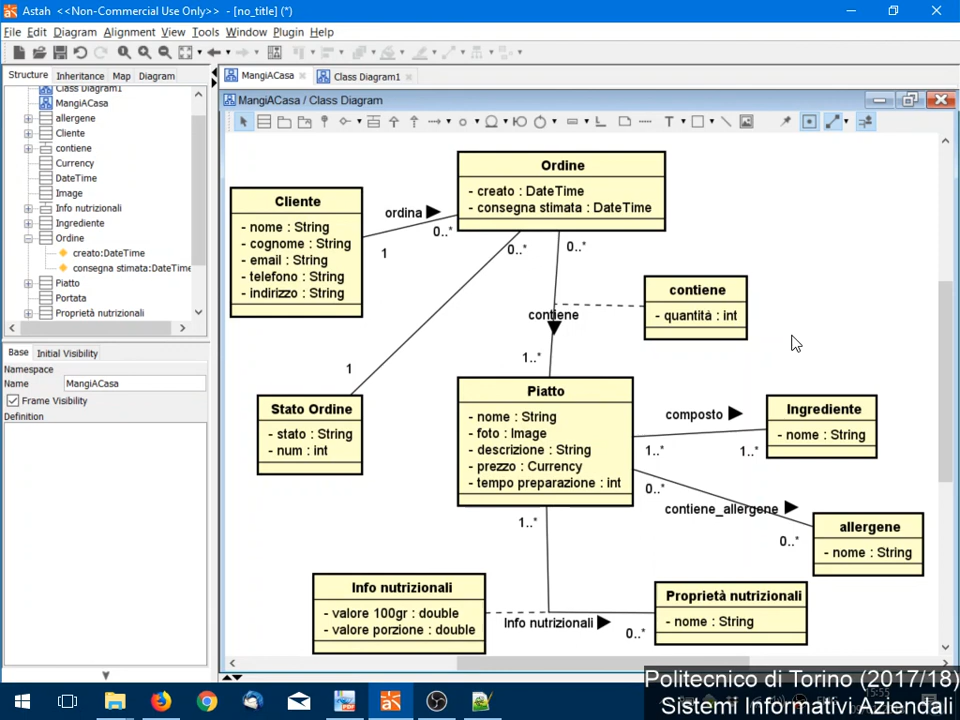 Astah <<Non-Commercial Use Only>> - [no_title] (*)
File Edit Diagram Alignment View Tools Window Plugin Help
Structure Inheritance Map Diagram
Class Diagram1
MangiACasa
allergene
Cliente
contiene
Currency
DateTime
Image
Info nutrizionali
Ingrediente
Ordine
creato:DateTime
consegna stimata:DateTime
Piatto
Portata
Proprietà nutrizionali
Base Initial Visibility
Namespace
Name MangiACasa
Frame Visibility
Definition
MangiACasa Class Diagram1
MangiACasa / Class Diagram
Ordine
- creato : DateTime
- consegna stimata : DateTime
Cliente
- nome : String
- cognome : String
- email : String
- telefono : String
- indirizzo : String
ordina
0..*
1
0..*
0..*
contiene
1..*
1
contiene
- quantità : int
Stato Ordine
- stato : String
- num : int
Piatto
- nome : String
- foto : Image
- descrizione : String
- prezzo : Currency
- tempo preparazione : int
composto
1..*
1..*
Ingrediente
- nome : String
0..*
contiene_allergene
0..*
allergene
- nome : String
1..*
Info nutrizionali
- valore 100gr : double
- valore porzione : double
Info nutrizionali
0..*
Proprietà nutrizionali
- nome : String
Politecnico di Torino (2017/18)
Sistemi Informativi Aziendali